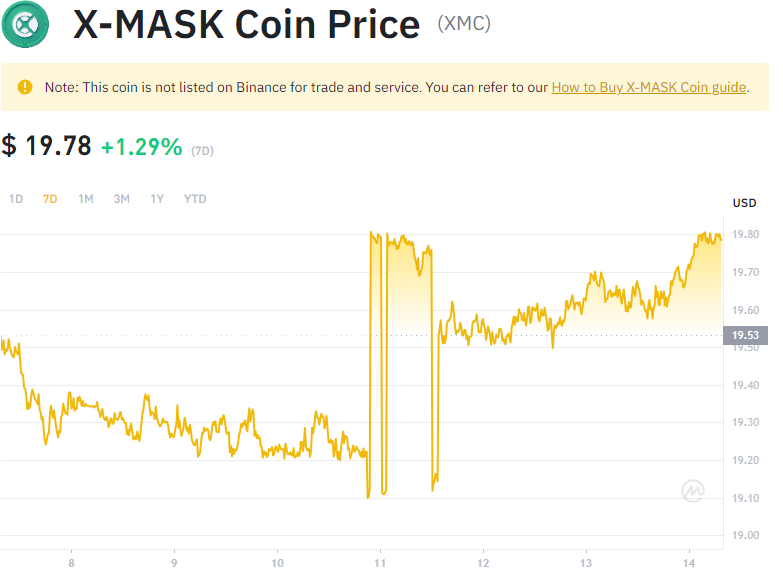 X-MASK Coin Price (XMC)
Note: This coin is not listed on Binance for trade and service. You can refer to our How to Buy X-MASK Coin guide.
$ 19.78 +1.29% (7D)
1D 7D 1M 3M 1Y YTD
USD
19.80
19.70
19.60
19.53
19.50
19.40
19.30
19.20
19.10
19.00
8 9 10 11 12 13 14